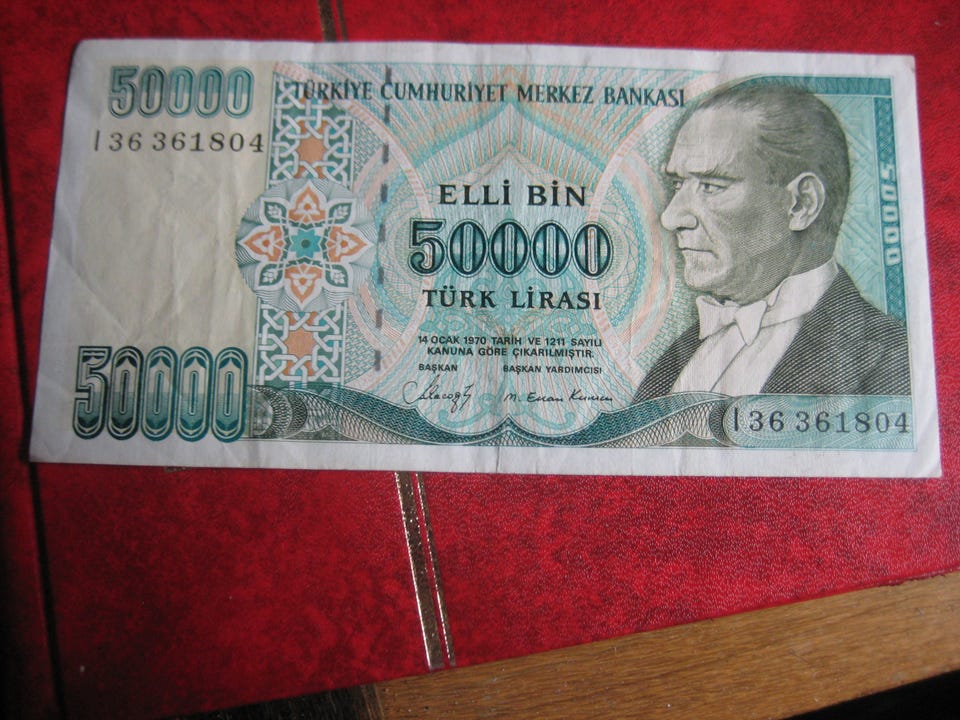 50000
I36 361804
TÜRKİYE CUMHURİYET MERKEZ BANKASI
ELLİ BİN
50000
TÜRK LİRASI
14 OCAK 1970 TARİH VE 1211 SAYILI
KANUNA GÖRE ÇIKARILMIŞTIR.
BAŞKAN BAŞKAN YARDIMCISI
50000
50000
I36 361804